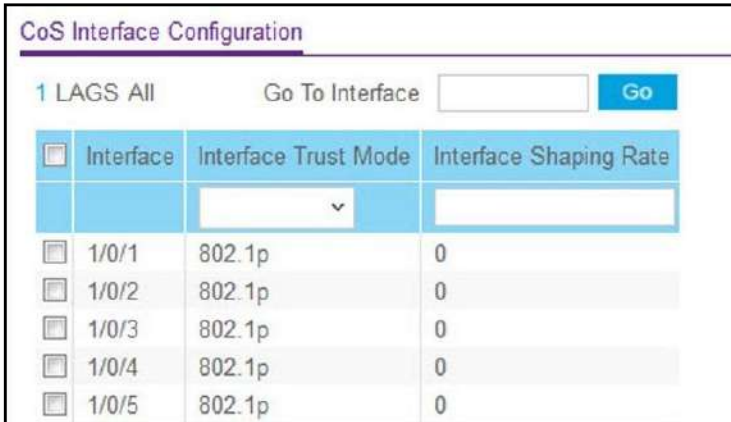 CoS Interface Configuration
1 LAGS All Go To Interface Go
Interface Interface Trust Mode Interface Shaping Rate
1/0/1 802.1p 0
1/0/2 802.1p 0
1/0/3 802.1p 0
1/0/4 802.1p 0
1/0/5 802.1p 0